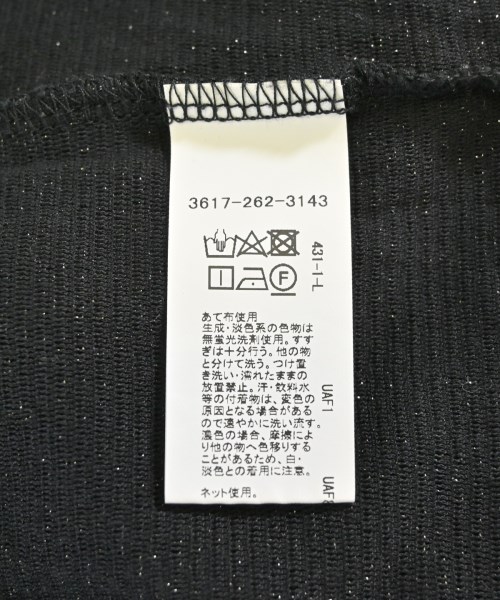 3617-262-3143
431-1-L
F
あて布使用
生成・淡色系の色物は
無蛍光洗剤使用。すす
ぎは十分行う。他の物
と分けて洗う。つけ置
き洗い・濡れたままの
放置禁止。汗・飲料水
等の付着物は、変色の
原因となる場合がある
ので速やかに洗い流す。
濃色の場合、摩擦によ
り他の物へ色移りする
ことがあるため、白・
淡色との着用に注意。
ネット使用。
UAF1